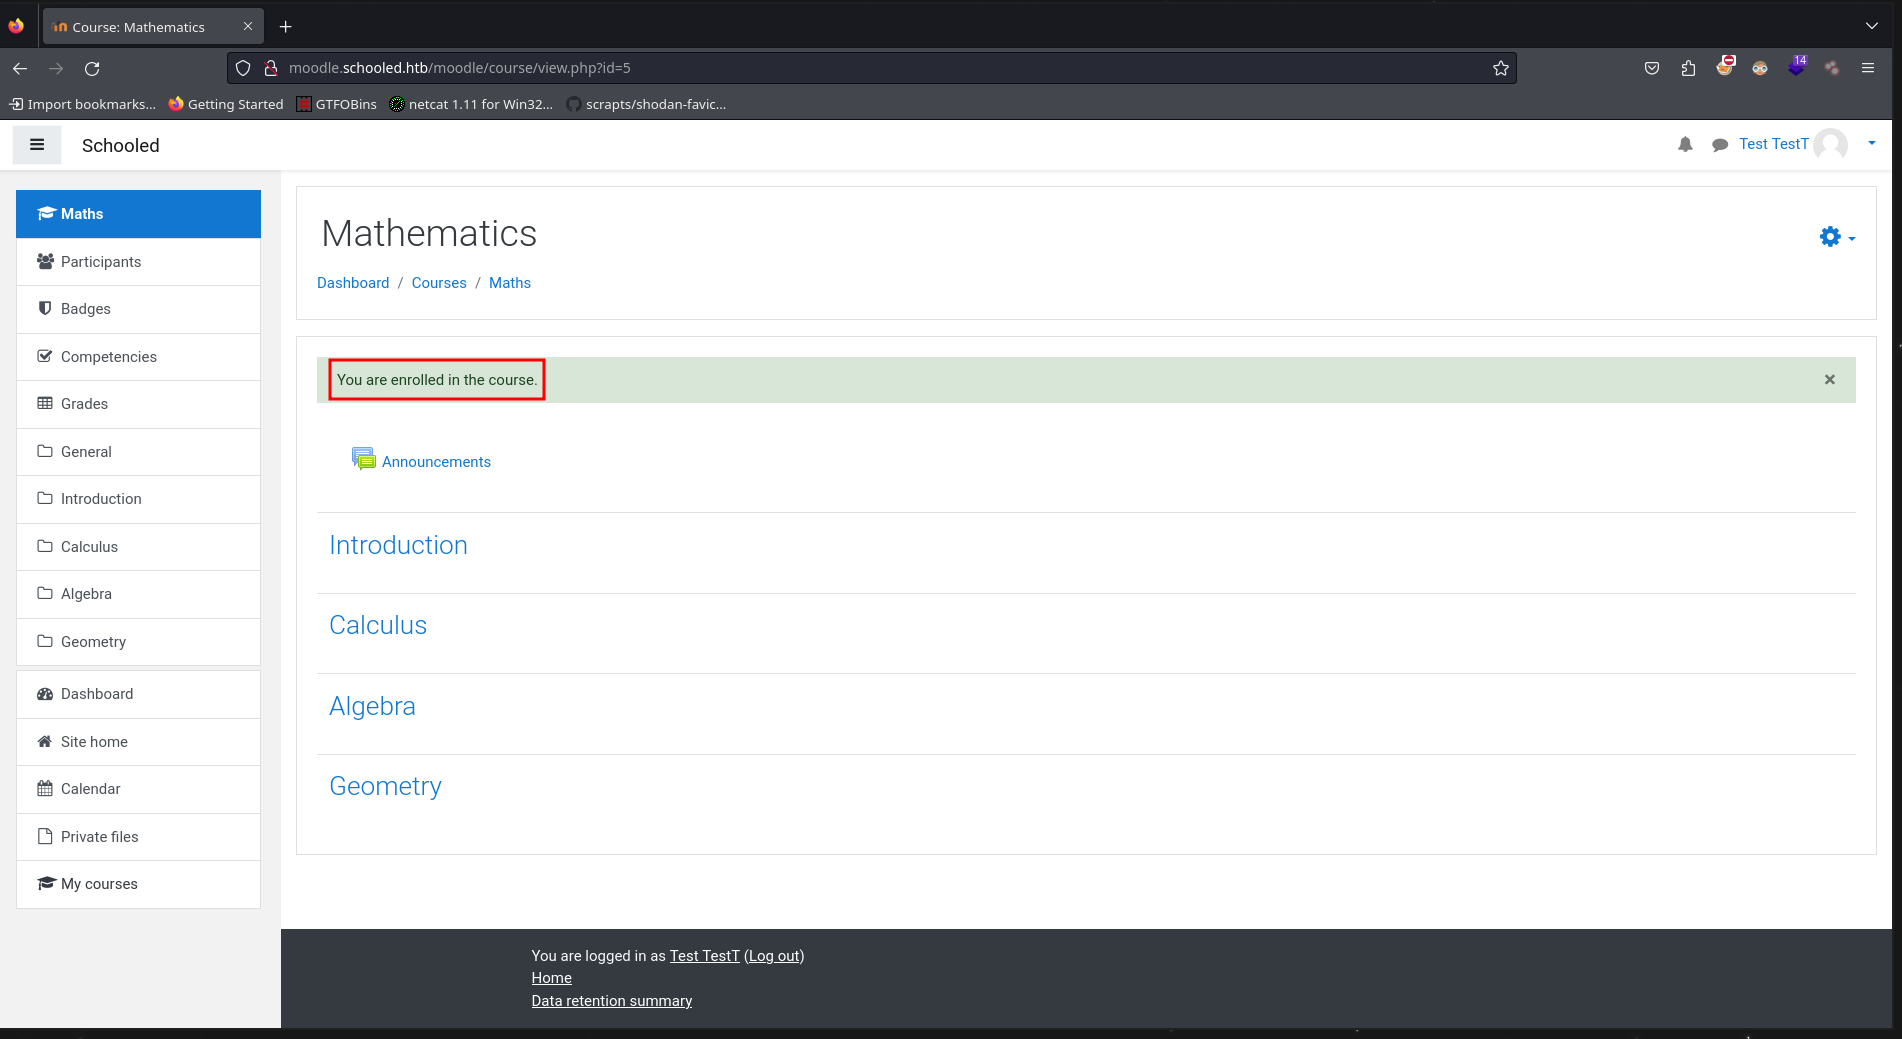 Course: Mathematics
moodle.schooled.htb/moodle/course/view.php?id=5
14
Import bookmarks...
Getting Started
GTFOBins
netcat 1.11 for Win32...
scrapts/shodan-favic...
Schooled
Test TestT
Maths
Participants
Badges
Competencies
Grades
General
Introduction
Calculus
Algebra
Geometry
Dashboard
Site home
Calendar
Private files
My courses
Mathematics
Dashboard / Courses / Maths
You are enrolled in the course.
Announcements
Introduction
Calculus
Algebra
Geometry
You are logged in as Test TestT (Log out)
Home
Data retention summary